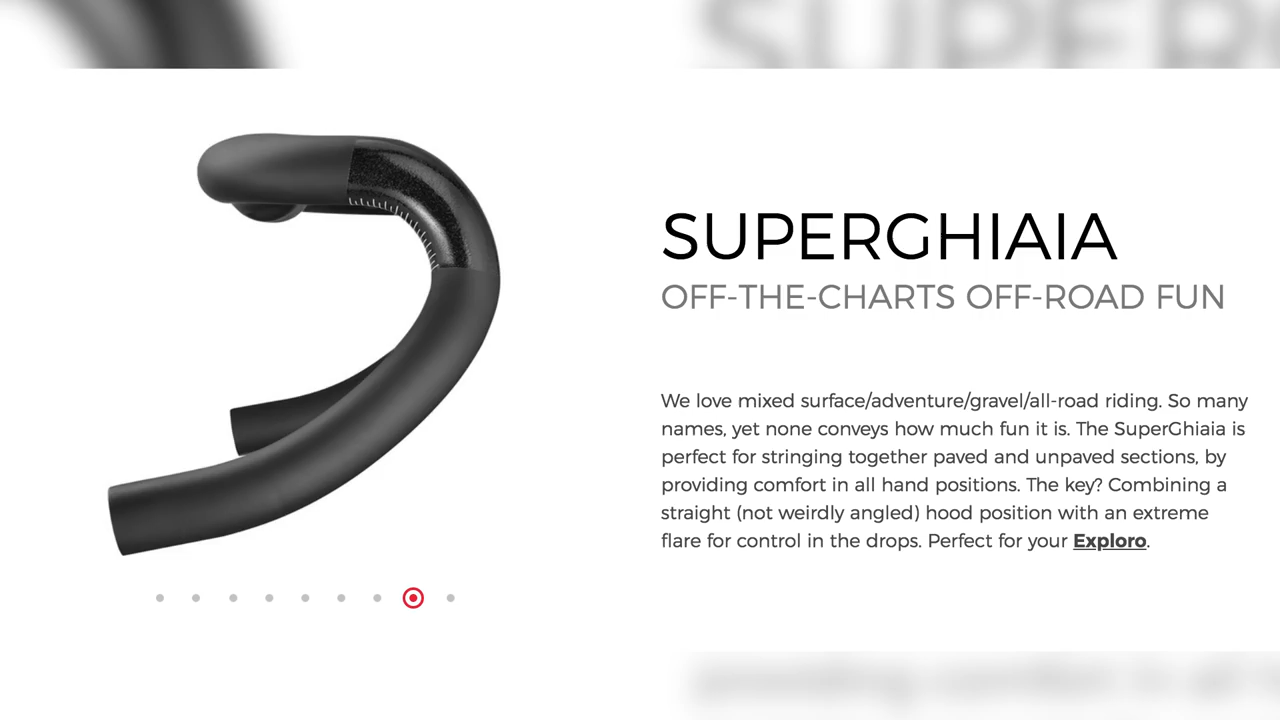 SUPERGHIAIA
OFF-THE-CHARTS OFF-ROAD FUN
We love mixed surface/adventure/gravel/all-road riding. So many
names, yet none conveys how much fun it is. The SuperGhiaia is
perfect for stringing together paved and unpaved sections, by
providing comfort in all hand positions. The key? Combining a
straight (not weirdly angled) hood position with an extreme
flare for control in the drops. Perfect for your Exploro.